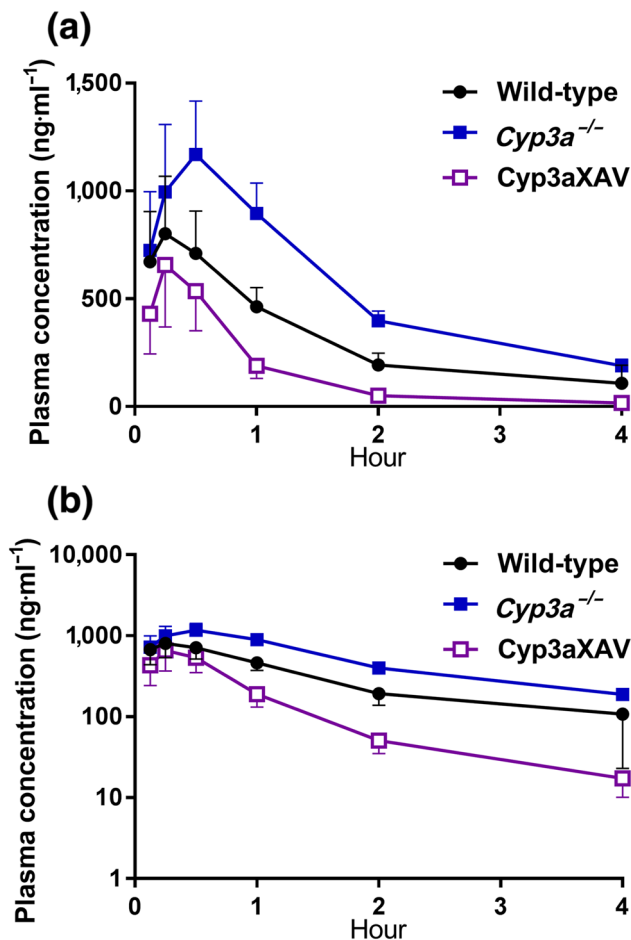 (a)
Plasma concentration (ng·ml⁻¹)
1,500
1,000
500
0
0
1
2
3
4
Hour
Wild-type
Cyp3a⁻/⁻
Cyp3aXAV
(b)
Plasma concentration (ng·ml⁻¹)
10,000
1,000
100
10
1
0
1
2
3
4
Hour
Wild-type
Cyp3a⁻/⁻
Cyp3aXAV